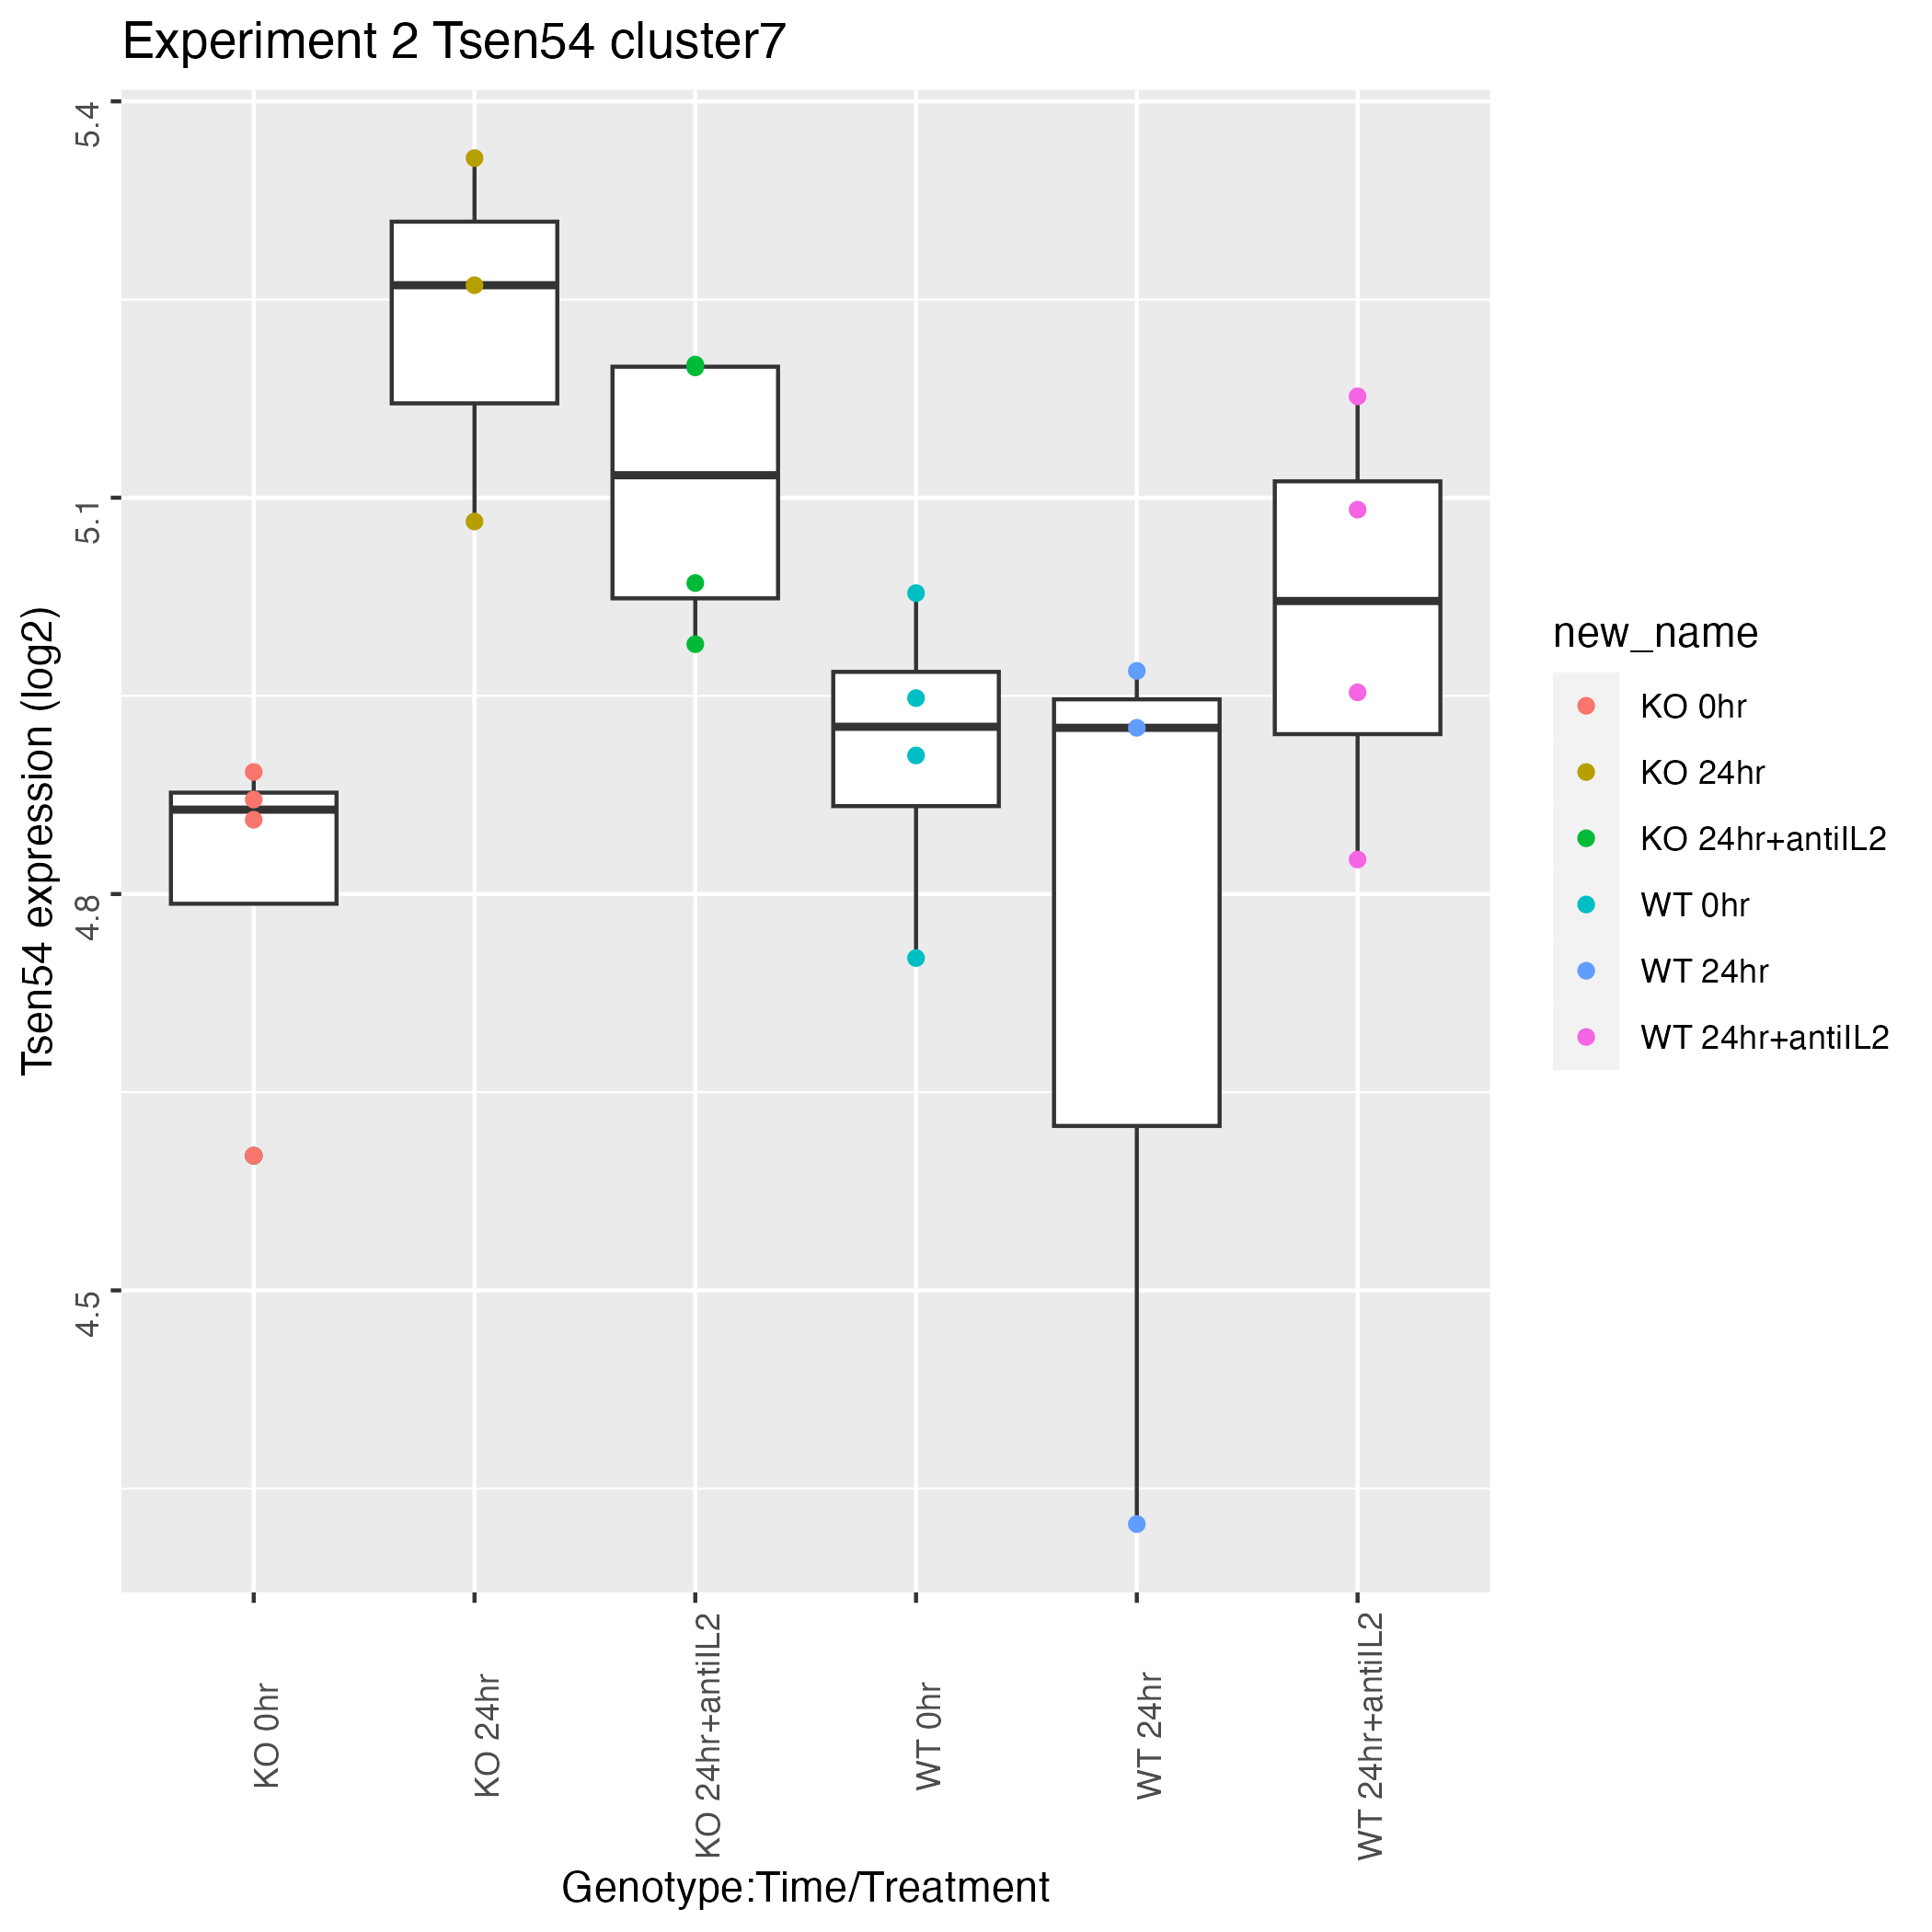 Experiment 2 Tsen54 cluster7
Tsen54 expression (log2)
5.4
5.1
4.8
4.5
KO 0hr
KO 24hr
KO 24hr+antiIL2
WT 0hr
WT 24hr
WT 24hr+antiIL2
Genotype:Time/Treatment
new_name
KO 0hr
KO 24hr
KO 24hr+antiIL2
WT 0hr
WT 24hr
WT 24hr+antiIL2